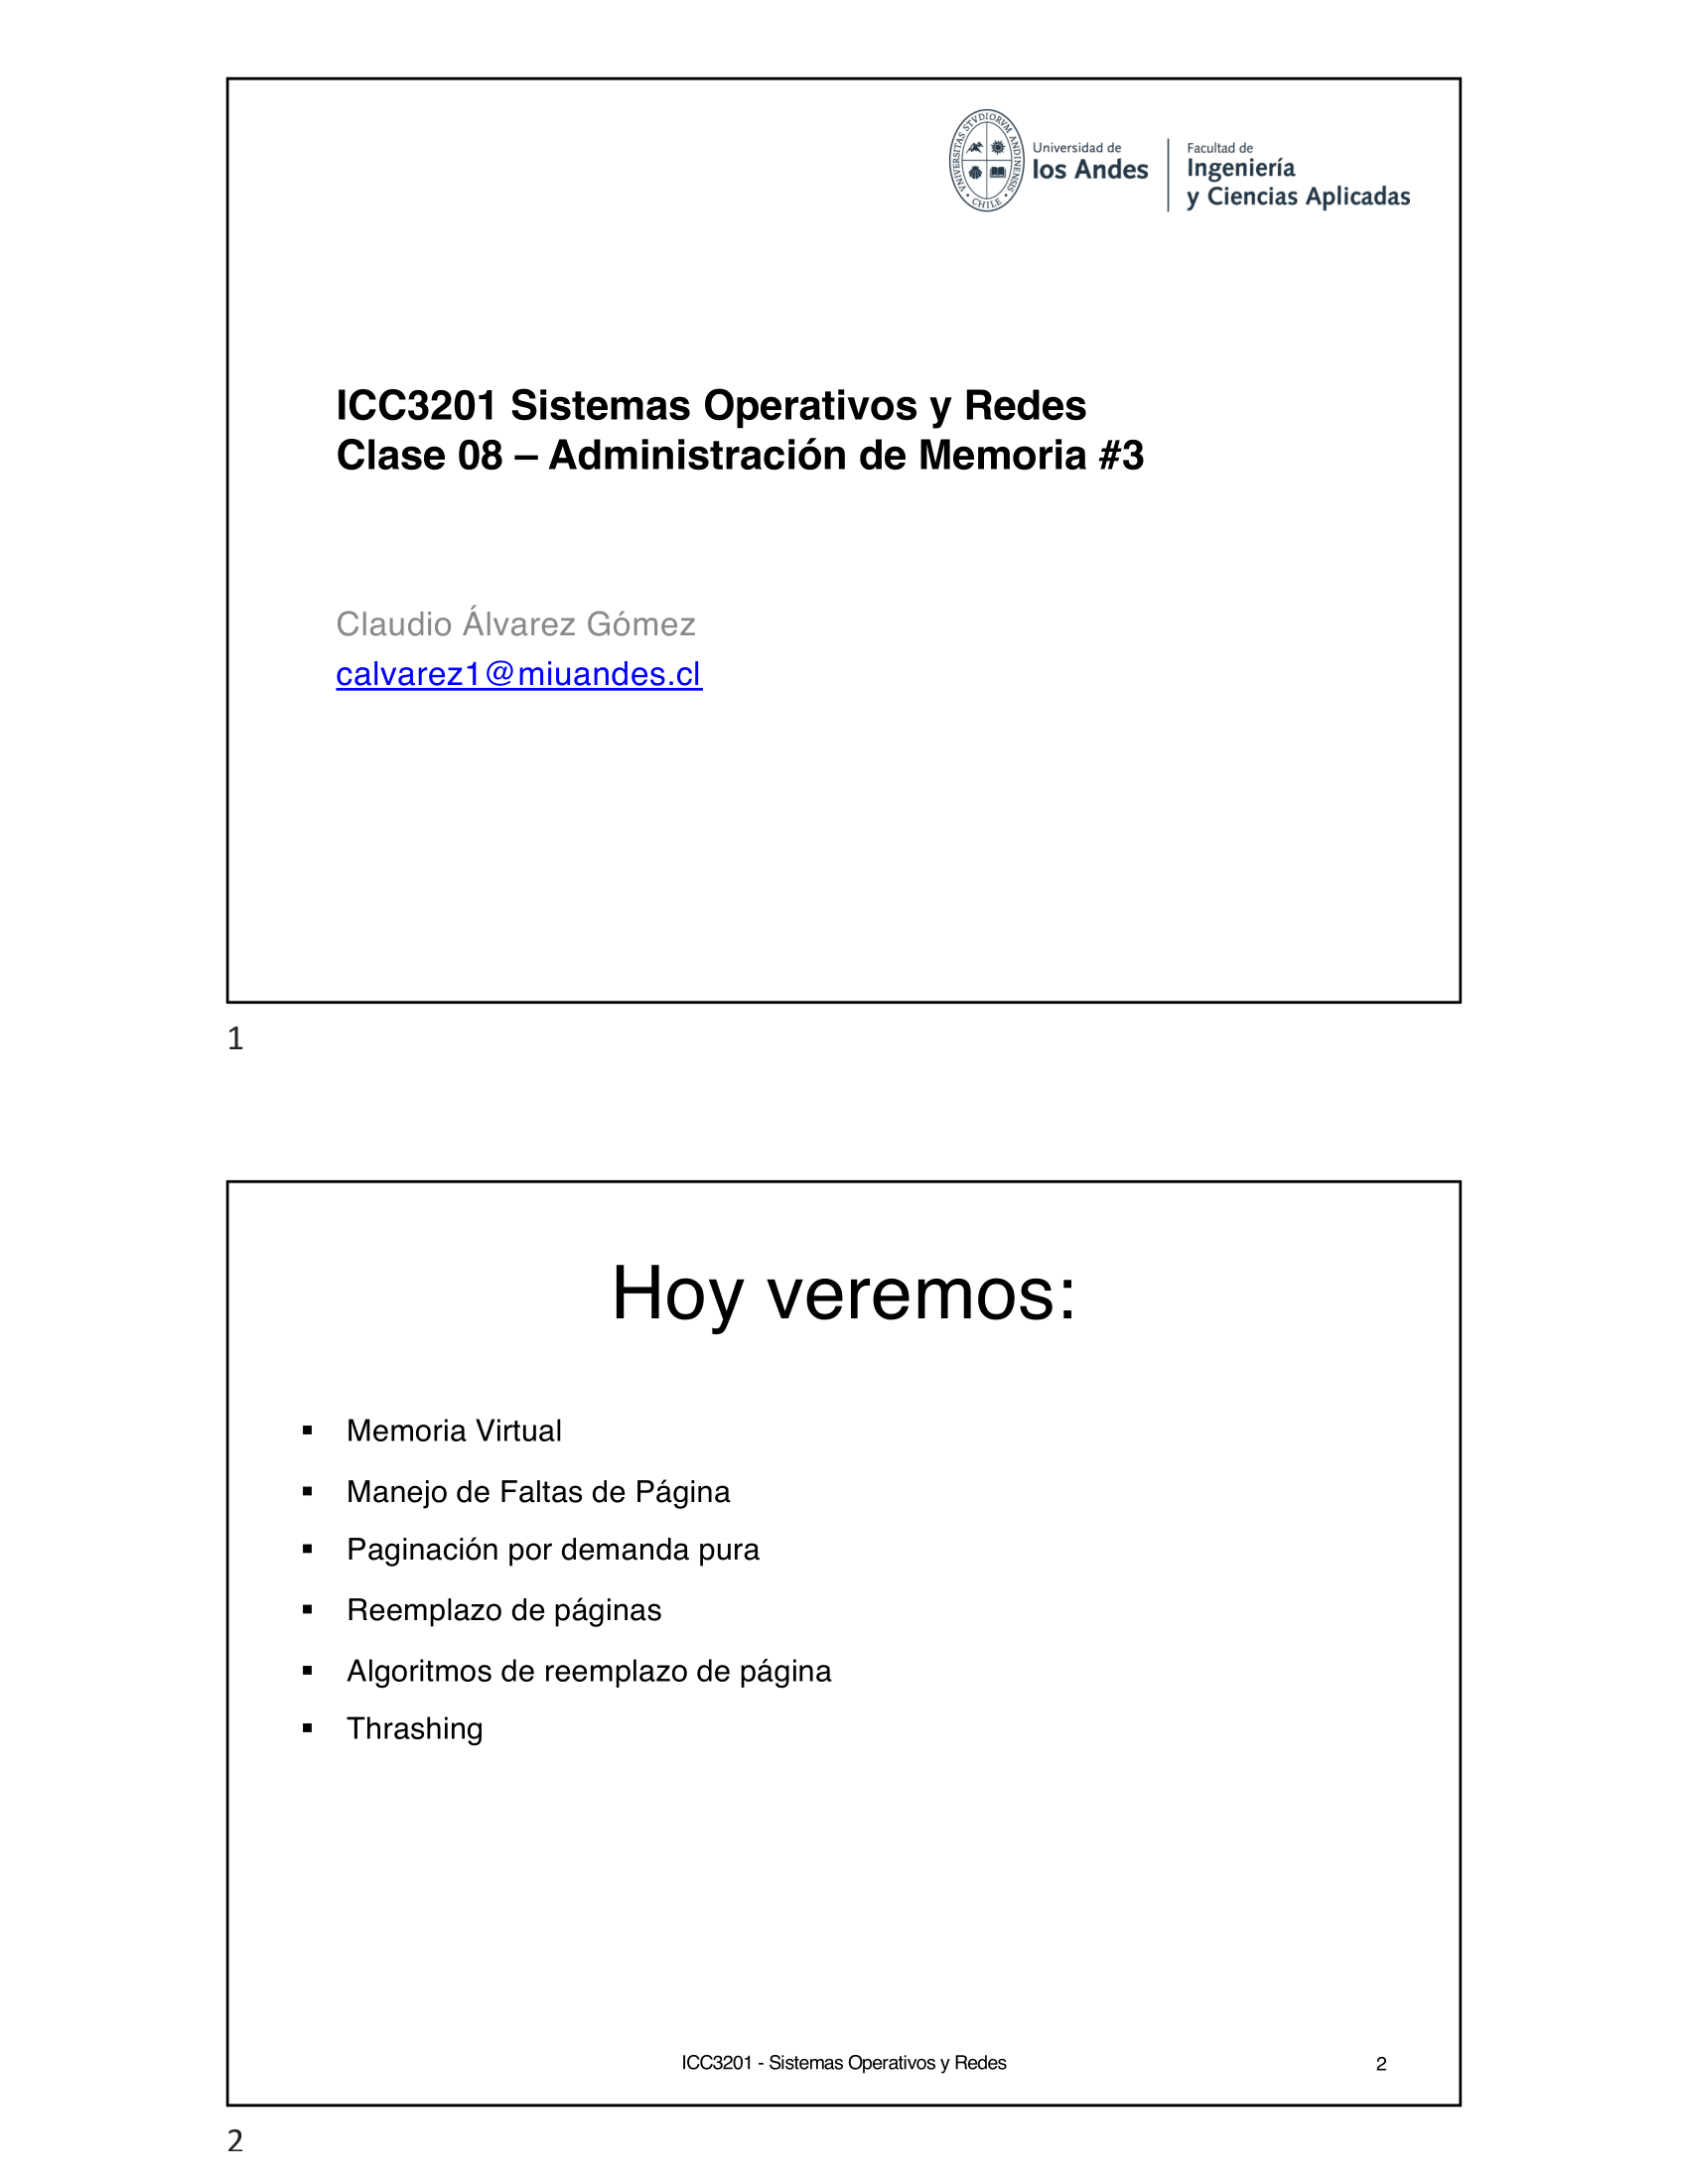 VNIVERSITAS STVDIORVM ANDINENSIS • CHILE •
Universidad de
los Andes
Facultad de
Ingeniería
y Ciencias Aplicadas
ICC3201 Sistemas Operativos y Redes
Clase 08 – Administración de Memoria #3
Claudio Álvarez Gómez
calvarez1@miuandes.cl
1
Hoy veremos:
▪ Memoria Virtual
▪ Manejo de Faltas de Página
▪ Paginación por demanda pura
▪ Reemplazo de páginas
▪ Algoritmos de reemplazo de página
▪ Thrashing
ICC3201 - Sistemas Operativos y Redes
2
2